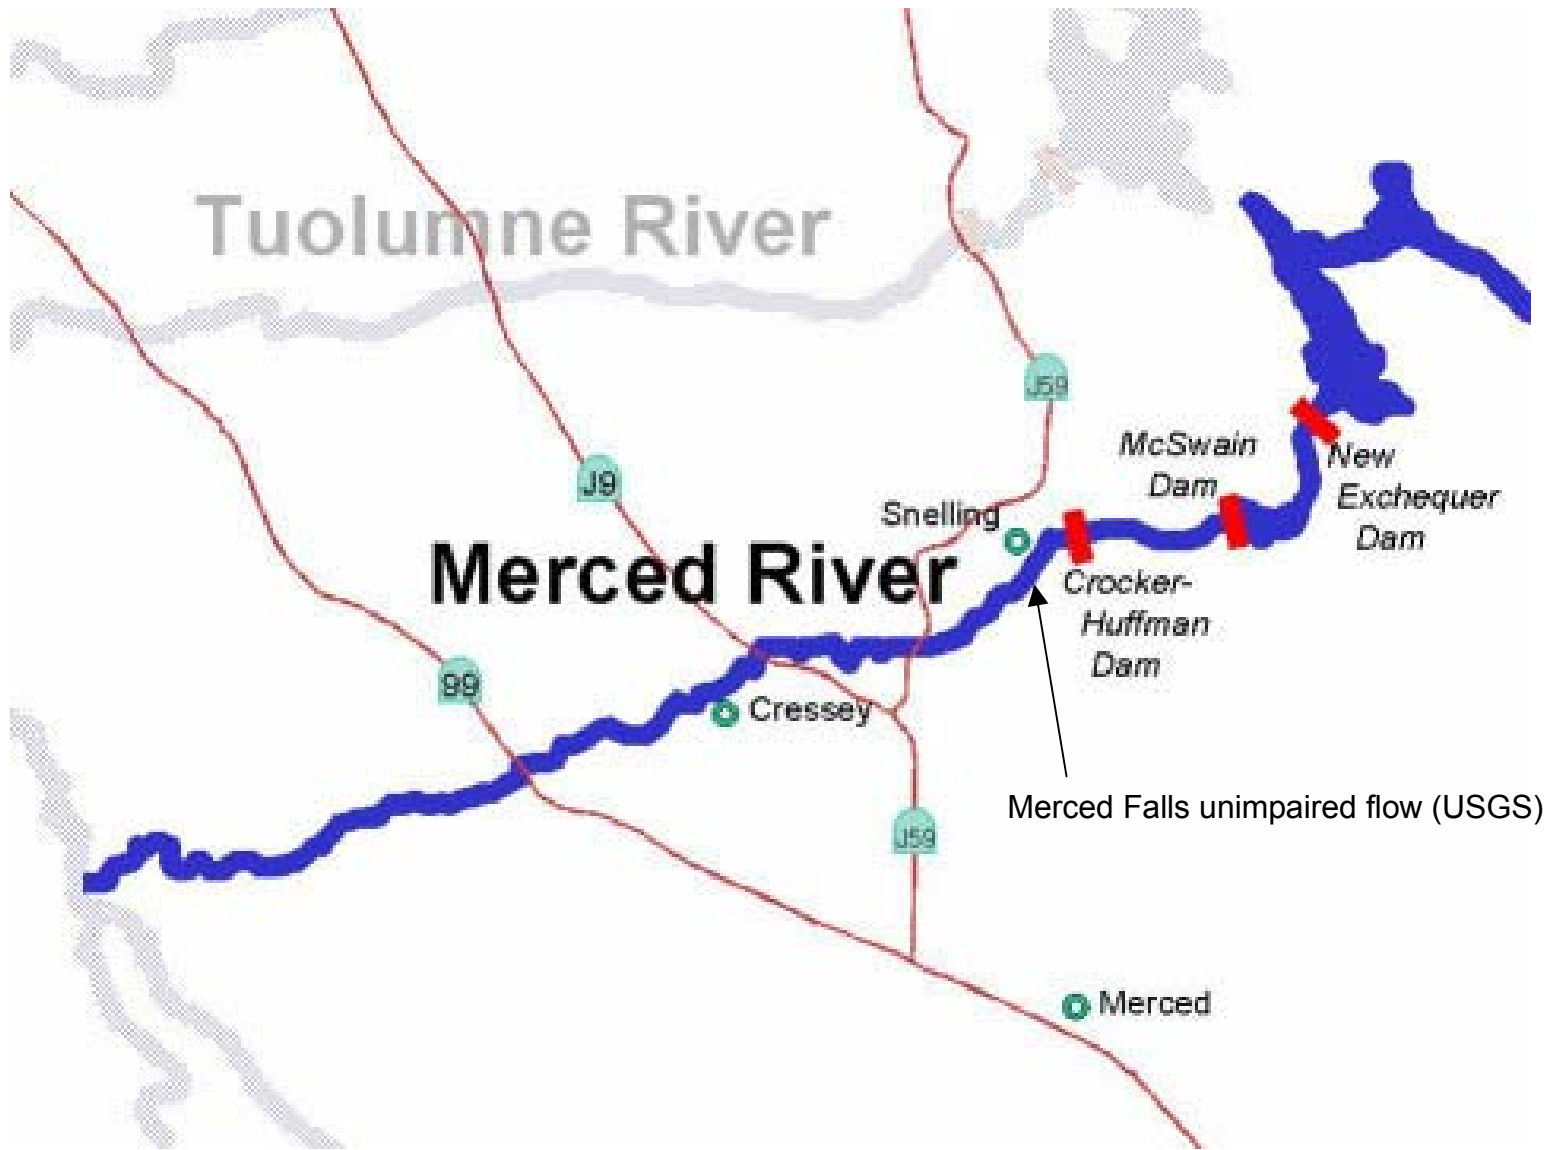 Tuolumne River
J59
McSwain
Dam
New
Exchequer
Dam
J9
Snelling
Merced River
Crocker-
Huffman
Dam
99
Cressey
Merced Falls unimpaired flow (USGS)
J59
Merced